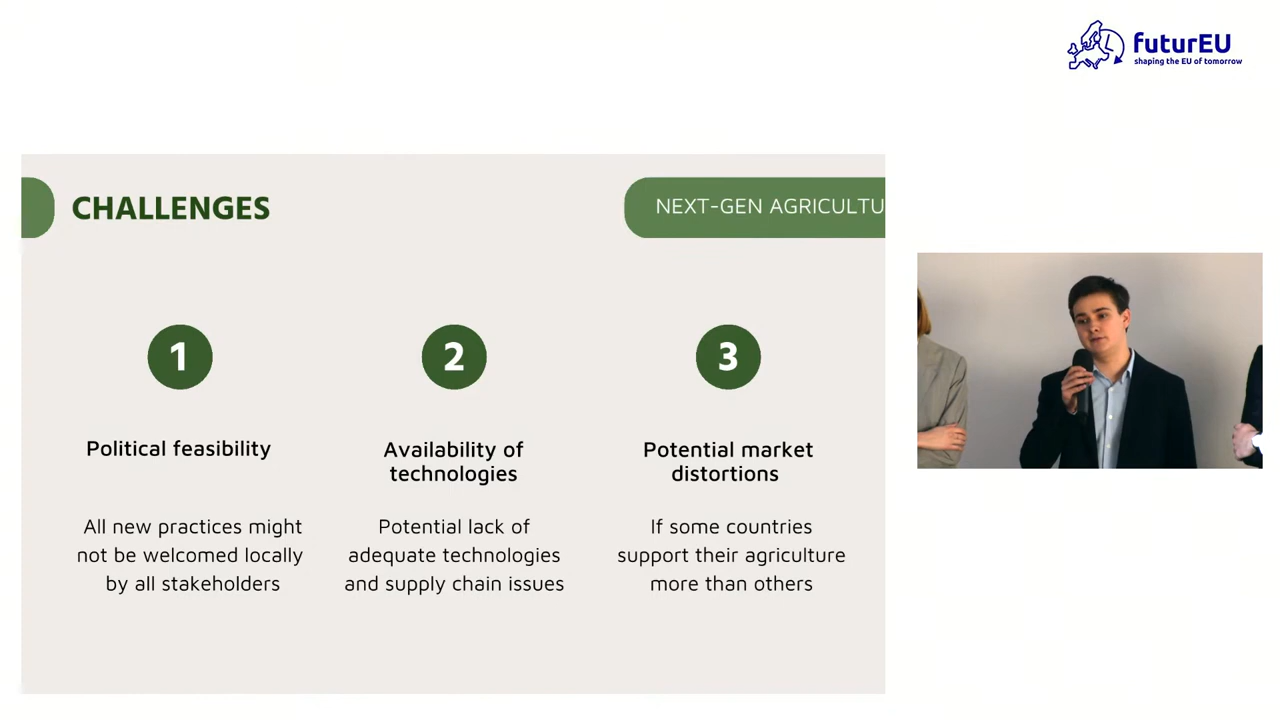 futurEU
shaping the EU of tomorrow
CHALLENGES
NEXT-GEN AGRICULTU
1
2
3
Political feasibility
Availability of
technologies
Potential market
distortions
All new practices might
not be welcomed locally
by all stakeholders
Potential lack of
adequate technologies
and supply chain issues
If some countries
support their agriculture
more than others